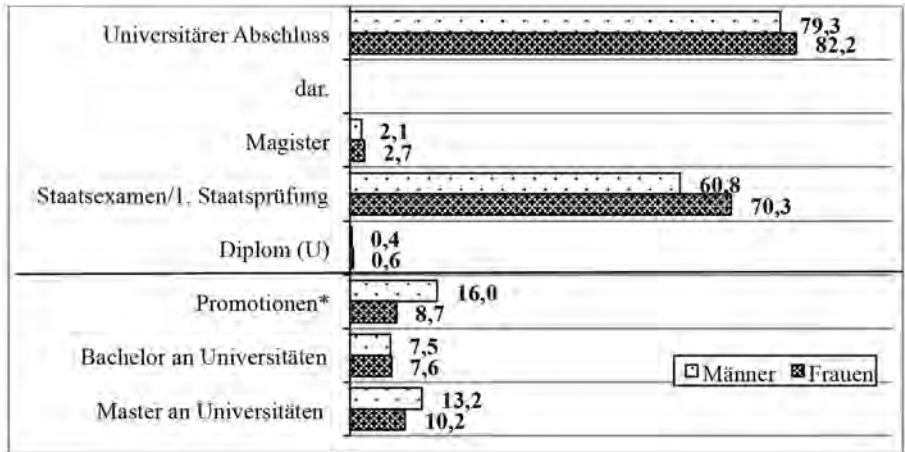 Universitärer Abschluss
79,3
82,2
dar.
Magister
2,1
2,7
Staatsexamen/1. Staatsprüfung
60,8
70,3
Diplom (U)
0,4
0,6
Promotionen*
16,0
8,7
Bachelor an Universitäten
7,5
7,6
Männer Frauen
Master an Universitäten
13,2
10,2